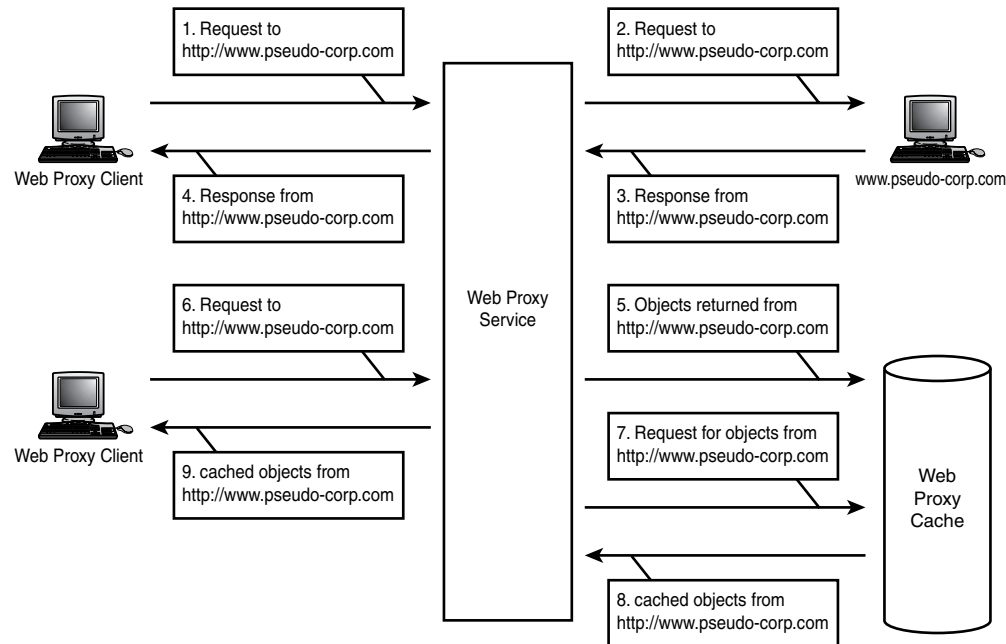 1. Request to
http://www.pseudo-corp.com
2. Request to
http://www.pseudo-corp.com
Web Proxy Client
www.pseudo-corp.com
4. Response from
http://www.pseudo-corp.com
3. Response from
http://www.pseudo-corp.com
6. Request to
http://www.pseudo-corp.com
Web Proxy
Service
5. Objects returned from
http://www.pseudo-corp.com
Web Proxy Client
9. cached objects from
http://www.pseudo-corp.com
7. Request for objects from
http://www.pseudo-corp.com
Web
Proxy
Cache
8. cached objects from
http://www.pseudo-corp.com